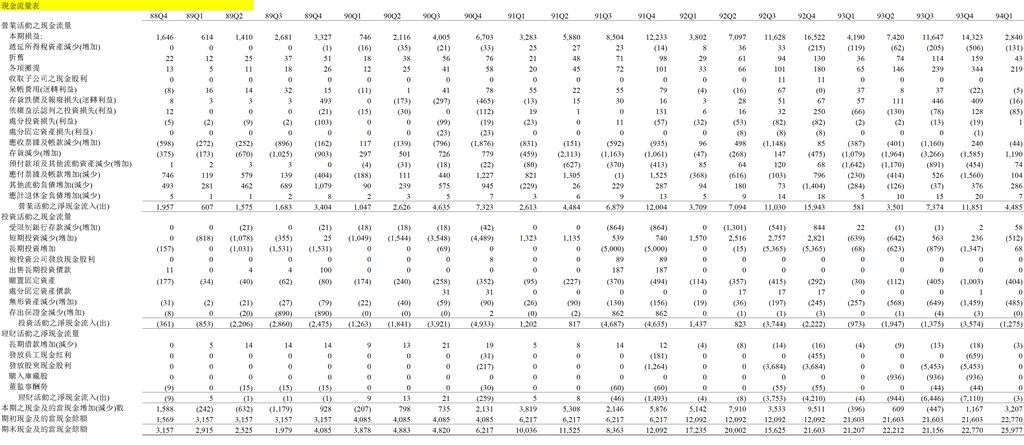 現金流量表
88Q4 89Q1 89Q2 89Q3 89Q4 90Q1 90Q2 90Q3 90Q4 91Q1 91Q2 91Q3 91Q4 92Q1 92Q2 92Q3 92Q4 93Q1 93Q2 93Q3 93Q4 94Q1
營業活動之現金流量
本期損益: 1,646 614 1,410 2,681 3,327 746 2,116 4,005 6,703 3,283 5,880 8,504 12,233 3,802 7,097 11,628 16,522 4,190 7,420 11,647 14,323 2,840
遞延所得稅資產減少(增加) 0 0 0 0 (1) (16) (35) (21) (33) 25 27 23 (14) 8 36 33 (215) (119) (62) (205) (506) (131)
折舊 22 12 25 37 51 18 38 56 76 21 48 71 98 29 61 94 130 36 74 114 159 43
各項攤提 13 5 11 18 26 12 25 41 58 20 45 72 101 33 66 101 180 65 146 239 344 219
收取子公司之現金股利 0 0 0 0 0 0 0 0 0 0 0 0 0 0 0 11 11 0 0 0 0 0
呆帳費用(迴轉利益) (8) 16 14 32 15 (11) 1 41 78 55 22 55 79 (4) (16) 67 (0) 37 8 37 (22) (5)
存貨跌價及報廢損失(迴轉利益) 8 3 3 3 493 0 (173) (297) (465) (13) 15 30 16 3 28 51 67 57 111 446 409 (16)
依權益法認列之投資損失(利益) 12 0 0 0 (21) (15) (30) 0 (112) 19 1 0 131 6 16 32 250 (66) (130) (78) 128 (85)
處分投資損失(利益) (5) (2) (9) (2) (103) 0 0 (99) (19) (23) 0 11 (57) (32) (53) (82) (82) (2) (2) (13) (19) 1
處分固定資產損失(利益) 0 0 0 0 0 0 0 (23) (23) 0 0 0 0 0 (8) (8) (8) 0 0 0 (1)
應收票據及帳款減少(增加) (598) (272) (252) (896) (162) 117 (139) (796) (1,876) (831) (151) (592) (935) 96 498 (1,148) 85 (387) (401) (1,160) 240 (44)
存貨減少(增加) (375) (173) (670) (1,025) (903) 297 501 726 779 (459) (2,113) (1,163) (1,061) (47) (268) 147 (475) (1,079) (1,964) (3,266) (1,585) 1,190
預付款項及其他流動資產減少(增加) 1 2 3 3 0 (4) (31) (18) (22) (80) (627) (370) (413) 85 64 120 68 (1,642) (1,170) (891) (454) 74
應付票據及帳款增加(減少) 746 119 579 139 (404) (188) 111 440 1,227 821 1,305 (1) 1,525 (368) (616) (103) 796 (230) (414) 526 (1,560) 104
其他流動負債增加(減少) 493 281 462 689 1,079 90 239 575 945 (229) 26 229 287 94 180 73 (1,404) (284) (126) (37) 376 286
應計退休金負債增加(減少) 5 1 1 2 8 2 3 5 7 3 6 9 13 5 9 14 18 5 10 15 20 7
營業活動之淨現金流入(出) 1,957 607 1,575 1,683 3,404 1,047 2,626 4,635 7,323 2,613 4,484 6,879 12,004 3,709 7,094 11,030 15,943 581 3,501 7,374 11,851 4,485
投資活動之現金流量
受限制銀行存款減少(增加) 0 0 (21) 0 (21) (18) (18) (18) (42) 0 0 (864) (864) 0 (1,301) (541) 844 22 (1) (1) 2 58
短期投資減少(增加) 0 (818) (1,078) (355) 25 (1,049) (1,544) (3,548) (4,489) 1,323 1,135 539 740 1,570 2,516 2,757 2,821 (639) (642) 563 236 (512)
長期投資增加 (157) 0 (1,031) (1,531) (1,531) 0 0 (69) 0 0 0 (5,000) (5,000) 0 (15) (5,365) (5,365) (68) (623) (879) (1,347) 68
被投資公司發放現金股利 0 0 0 0 0 0 0 0 8 0 0 89 89 0 0 0 0 0 0 0 0 0
出售長期投資價款 11 0 4 4 100 0 0 0 0 0 0 187 187 0 0 0 0 0 0 0 0 0
購置固定資產 (177) (34) (40) (62) (80) (174) (240) (258) (352) (95) (227) (370) (494) (114) (357) (415) (292) (30) (112) (405) (1,003) (404)
處分固定資產價款 0 0 0 0 0 0 0 31 31 0 0 0 0 0 17 17 17 0 0 0 1 0
無形資產減少(增加) (31) (2) (21) (27) (79) (22) (40) (59) (90) (26) (90) (130) (156) (19) (36) (197) (245) (257) (568) (649) (1,459) (485)
存出保證金減少(增加) (8) 0 (20) (890) (890) (0) (0) (0) 2 (0) (2) 862 862 0 (1) (1) (3) 0 (1) (4) (3) (0)
投資活動之淨現金流入(出) (361) (853) (2,206) (2,860) (2,475) (1,263) (1,841) (3,921) (4,933) 1,202 817 (4,687) (4,635) 1,437 823 (3,744) (2,222) (973) (1,947) (1,375) (3,574) (1,275)
理財活動之淨現金流量
長期借款增加(減少) 0 5 14 14 14 9 13 21 19 5 8 14 12 (4) (8) (14) (16) (4) (9) (13) (18) (3)
發放員工現金紅利 0 0 0 0 0 0 0 0 (31) 0 0 0 (181) 0 0 0 (455) 0 0 0 (659) 0
發放股東現金股利 0 0 0 0 0 0 0 0 (217) 0 0 0 (1,264) 0 0 (3,684) (3,684) 0 0 (5,453) (5,453) 0
購入庫藏股 0 0 0 0 0 0 0 0 0 0 0 0 0 0 0 0 0 0 (936) (936) (936) 0
董監事酬勞 (9) 0 (15) (15) (15) 0 0 0 (30) 0 0 (60) (60) 0 0 (55) (55) 0 0 (44) (44) 0
理財活動之淨現金流入(出) (9) 5 (1) (1) (1) 9 13 21 (259) 5 8 (46) (1,493) (4) (8) (3,753) (4,210) (4) (944) (6,446) (7,110) (3)
本期之現金及約當現金增加(減少)數 1,588 (242) (632) (1,179) 928 (207) 798 735 2,131 3,819 5,308 2,146 5,876 5,142 7,910 3,533 9,511 (396) 609 (447) 1,167 3,207
期初現金及約當現金餘額 1,569 3,157 3,157 3,157 3,157 4,085 4,085 4,085 4,085 6,217 6,217 6,217 6,217 12,092 12,092 12,092 12,092 21,603 21,603 21,603 21,603 22,770
期末現金及約當現金餘額 3,157 2,915 2,525 1,979 4,085 3,878 4,883 4,820 6,217 10,036 11,525 8,363 12,092 17,235 20,002 15,625 21,603 21,207 22,212 21,156 22,770 25,977